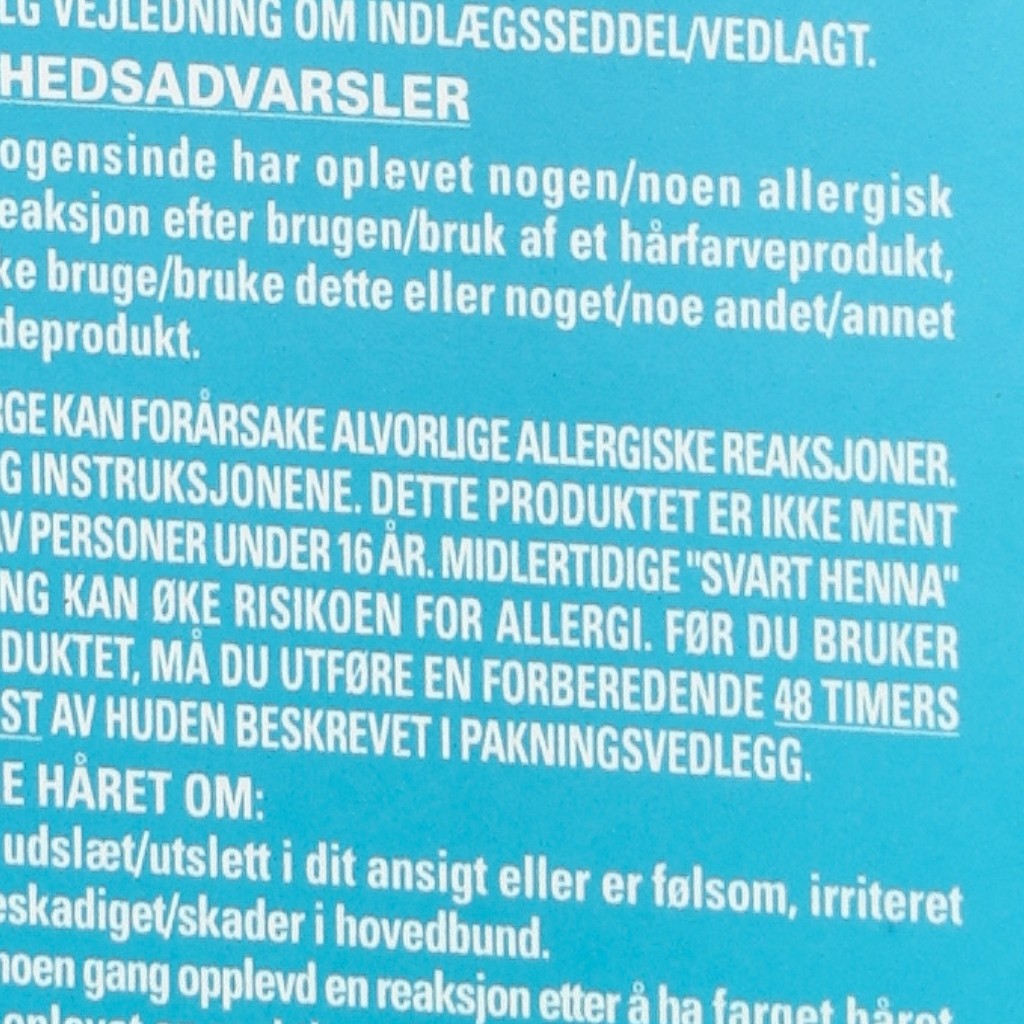 VEJLEDNING OM INDLÆGSSEDDEL/VEDLAGT.
HEDSADVARSLER
ogensinde har oplevet nogen/noen allergisk
eaksjon efter brugen/bruk af et hårfarveprodukt,
ke bruge/bruke dette eller noget/noe andet/annet
deprodukt.
RGE KAN FORÅRSAKE ALVORLIGE ALLERGISKE REAKSJONER.
G INSTRUKSJONENE. DETTE PRODUKTET ER IKKE MENT
AV PERSONER UNDER 16 ÅR. MIDLERTIDIGE "SVART HENNA"
NG KAN ØKE RISIKOEN FOR ALLERGI. FØR DU BRUKER
DUKTET, MÅ DU UTFØRE EN FORBEREDENDE 48 TIMERS
ST AV HUDEN BESKREVET I PAKNINGSVEDLEGG.
E HÅRET OM:
udslæt/utslett i dit ansigt eller er følsom, irriteret
eskadiget/skader i hovedbund.
noen gang opplevd en reaksjon etter å ha farget håret